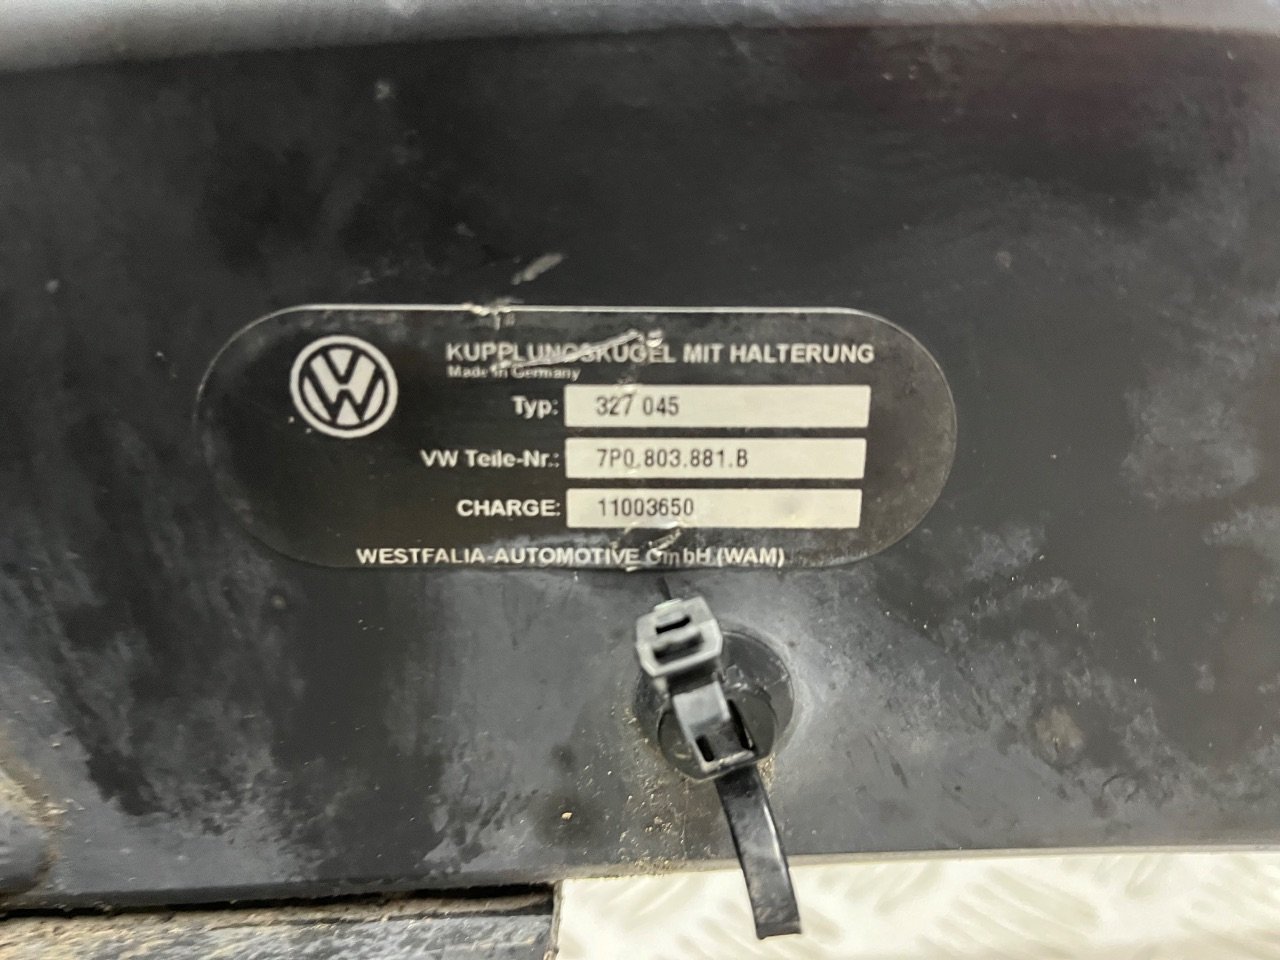 KUPPLUNGSKUGEL MIT HALTERUNG
Made in Germany
Typ: 327 045
VW Teile-Nr.: 7P0.803.881.B
CHARGE: 11003650
WESTFALIA-AUTOMOTIVE GmbH (WAM)